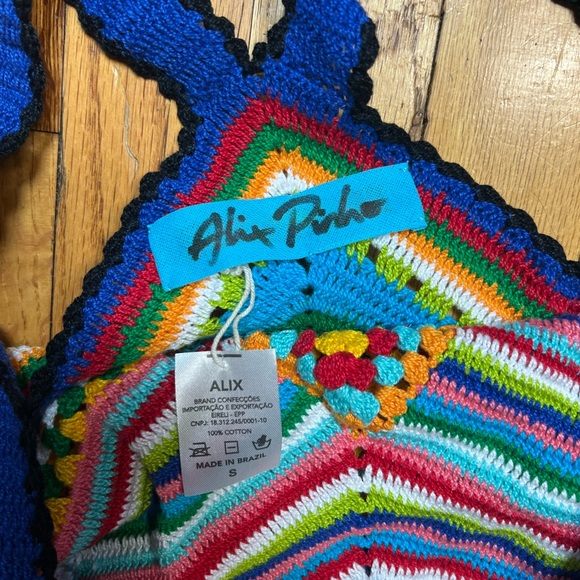 Alix Pinho
ALIX
BRAND CONFECÇÕES
IMPORTAÇÃO E EXPORTAÇÃO
EIRELI - EPP
CNPJ: 18.312.245/0001-10
100% COTTON
MADE IN BRAZIL
S